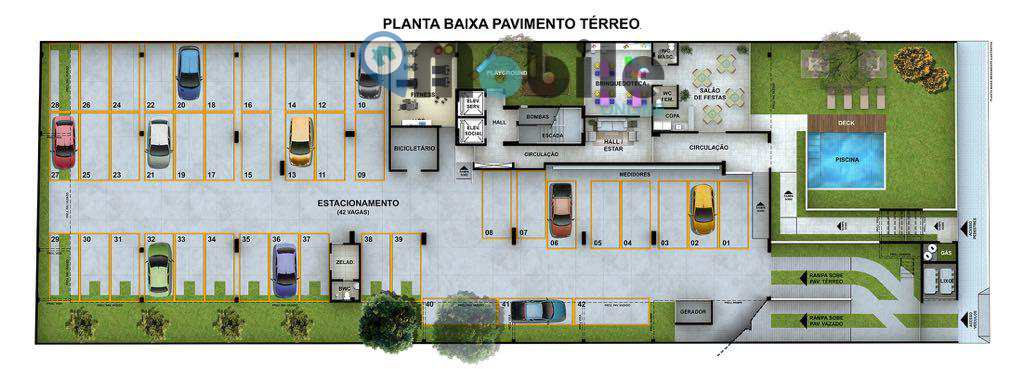 PLANTA BAIXA PAVIMENTO TÉRREO
mobile
28
26
24
22
20
18
16
14
12
10
FITNESS
PLAYGROUND
BRINQUEDOTECA
WC
MASC.
WC
FEM.
SALÃO
DE FESTAS
COPA
ELEV.
SERV.
ELEV.
SOCIAL
HALL
BOMBAS
ESCADA
HALL /
ESTAR
CIRCULAÇÃO
CIRCULAÇÃO
BICICLETÁRIO
DECK
PISCINA
27
25
23
21
19
17
15
13
11
09
MEDIDORES
ESTACIONAMENTO
(42 VAGAS)
08
07
06
05
04
03
02
01
29
30
31
32
33
34
35
36
37
38
39
ZELAD.
BWC
40
41
42
GERADOR
GÁS
LIXO
RAMPA SOBE
PAV. TÉRREO
RAMPA SOBE
PAV. VAZADO
ACESSO
PEDESTRES
ACESSO
VEÍCULOS